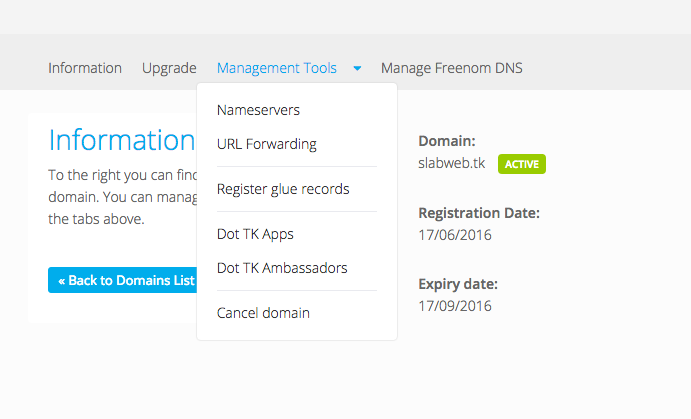 Information Upgrade Management Tools Manage Freenom DNS
Nameservers
URL Forwarding
Register glue records
Dot TK Apps
Dot TK Ambassadors
Cancel domain
Information
To the right you can find
domain. You can manag
the tabs above.
« Back to Domains List
Domain:
slabweb.tk ACTIVE
Registration Date:
17/06/2016
Expiry date:
17/09/2016